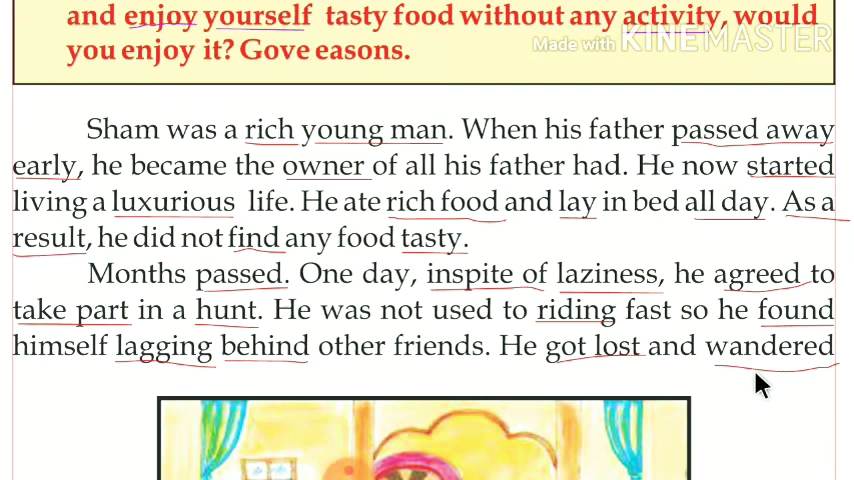 and enjoy yourself tasty food without any activity, would
you enjoy it? Gove easons.
Made with KINEMASTER
Sham was a rich young man. When his father passed away
early, he became the owner of all his father had. He now started
living a luxurious life. He ate rich food and lay in bed all day. As a
result, he did not find any food tasty.
Months passed. One day, inspite of laziness, he agreed to
take part in a hunt. He was not used to riding fast so he found
himself lagging behind other friends. He got lost and wandered